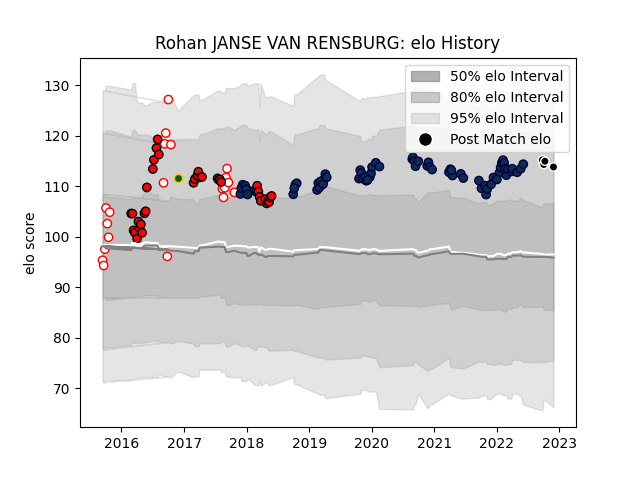 Rohan JANSE VAN RENSBURG: elo History
50% elo Interval
80% elo Interval
95% elo Interval
Post Match elo
elo score
130
120
110
100
90
80
70
2016 2017 2018 2019 2020 2021 2022 2023